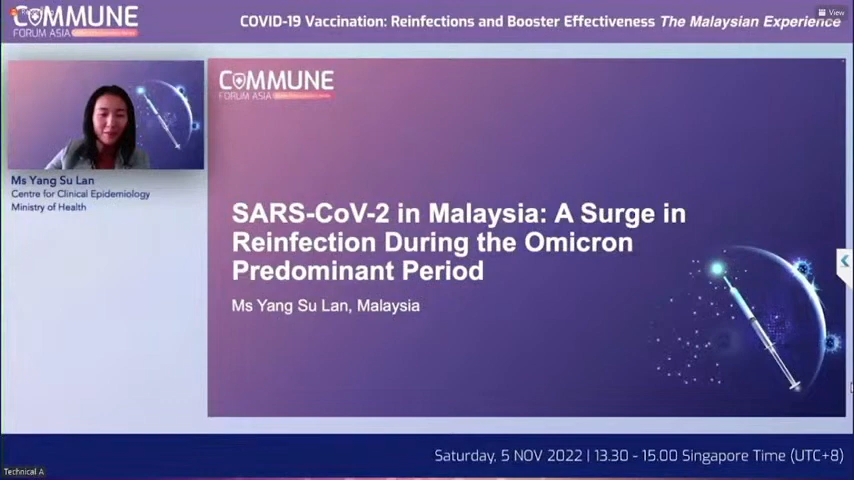 COMMUNE
FORUM ASIA
COVID-19 Vaccination: Reinfections and Booster Effectiveness The Malaysian Experience
View
COMMUNE
FORUM ASIA
Ms Yang Su Lan
Centre for Clinical Epidemiology
Ministry of Health
SARS-CoV-2 in Malaysia: A Surge in
Reinfection During the Omicron
Predominant Period
Ms Yang Su Lan, Malaysia
Saturday, 5 NOV 2022 | 13.30 - 15.00 Singapore Time (UTC+8)
Technical A